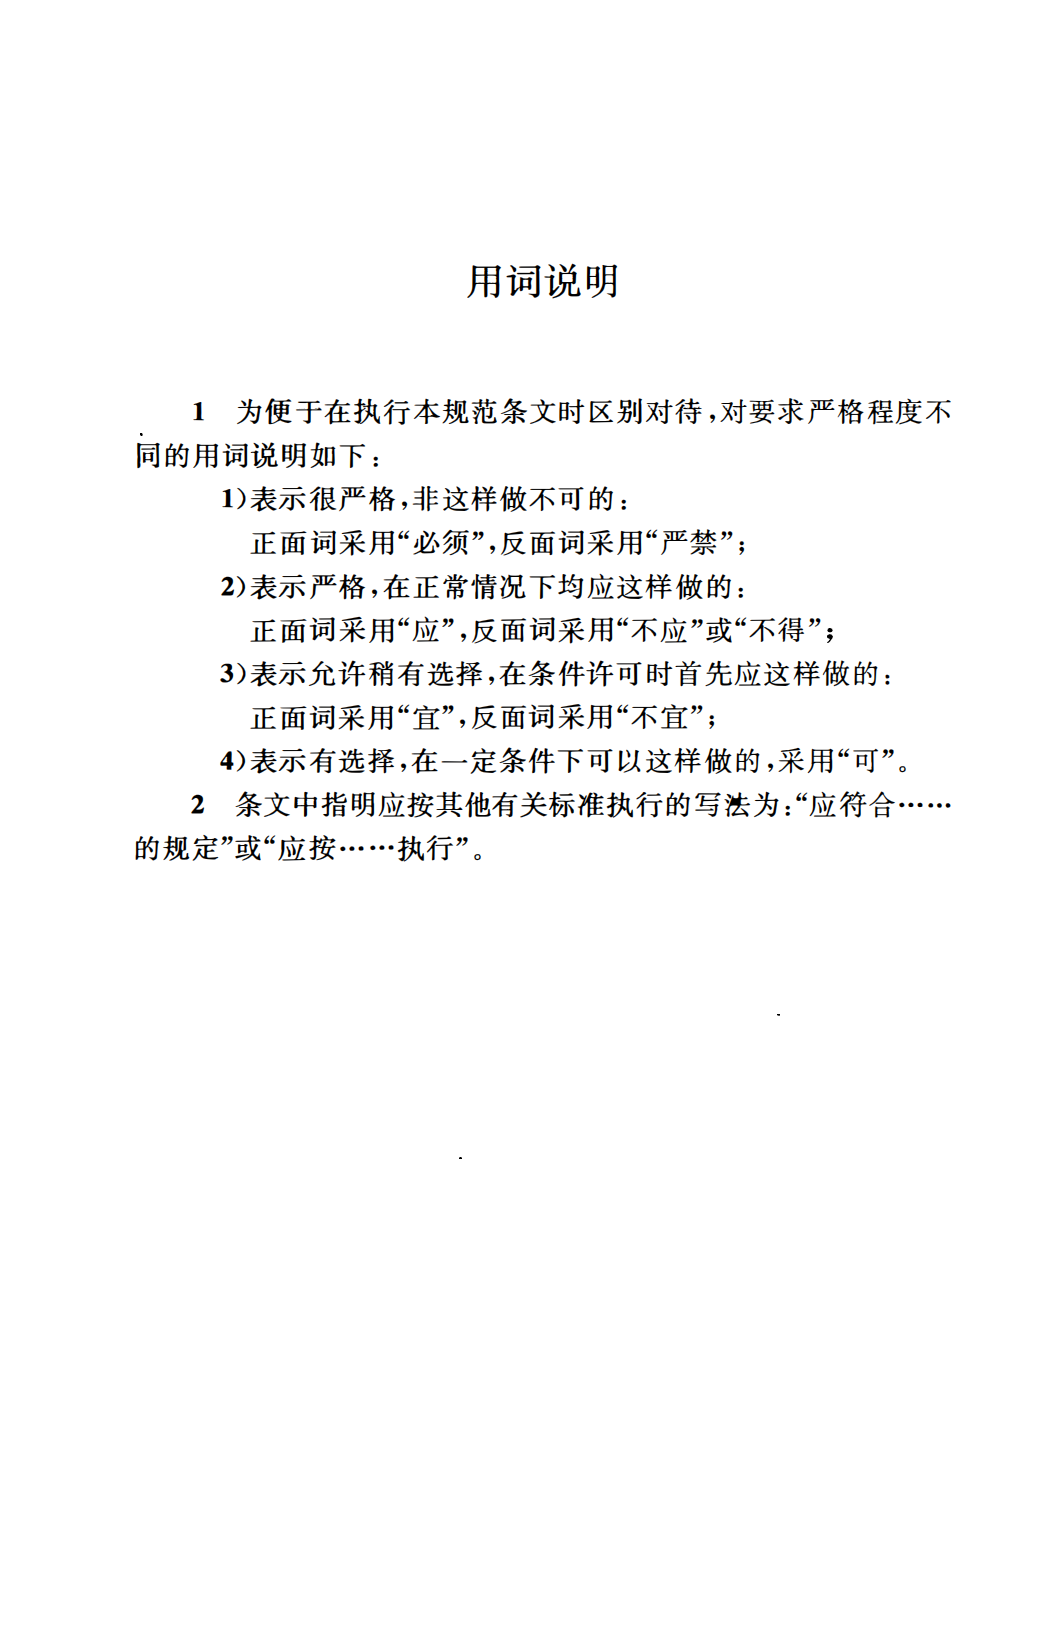 用词说明
1 为便于在执行本规范条文时区别对待,对要求严格程度不
同的用词说明如下:
1)表示很严格,非这样做不可的:
正面词采用“必须”,反面词采用“严禁”;
2)表示严格,在正常情况下均应这样做的:
正面词采用“应”,反面词采用“不应”或“不得”;
3)表示允许稍有选择,在条件许可时首先应这样做的:
正面词采用“宜”,反面词采用“不宜”;
4)表示有选择,在一定条件下可以这样做的,采用“可”。
2 条文中指明应按其他有关标准执行的写法为:“应符合……
的规定”或“应按……执行”。